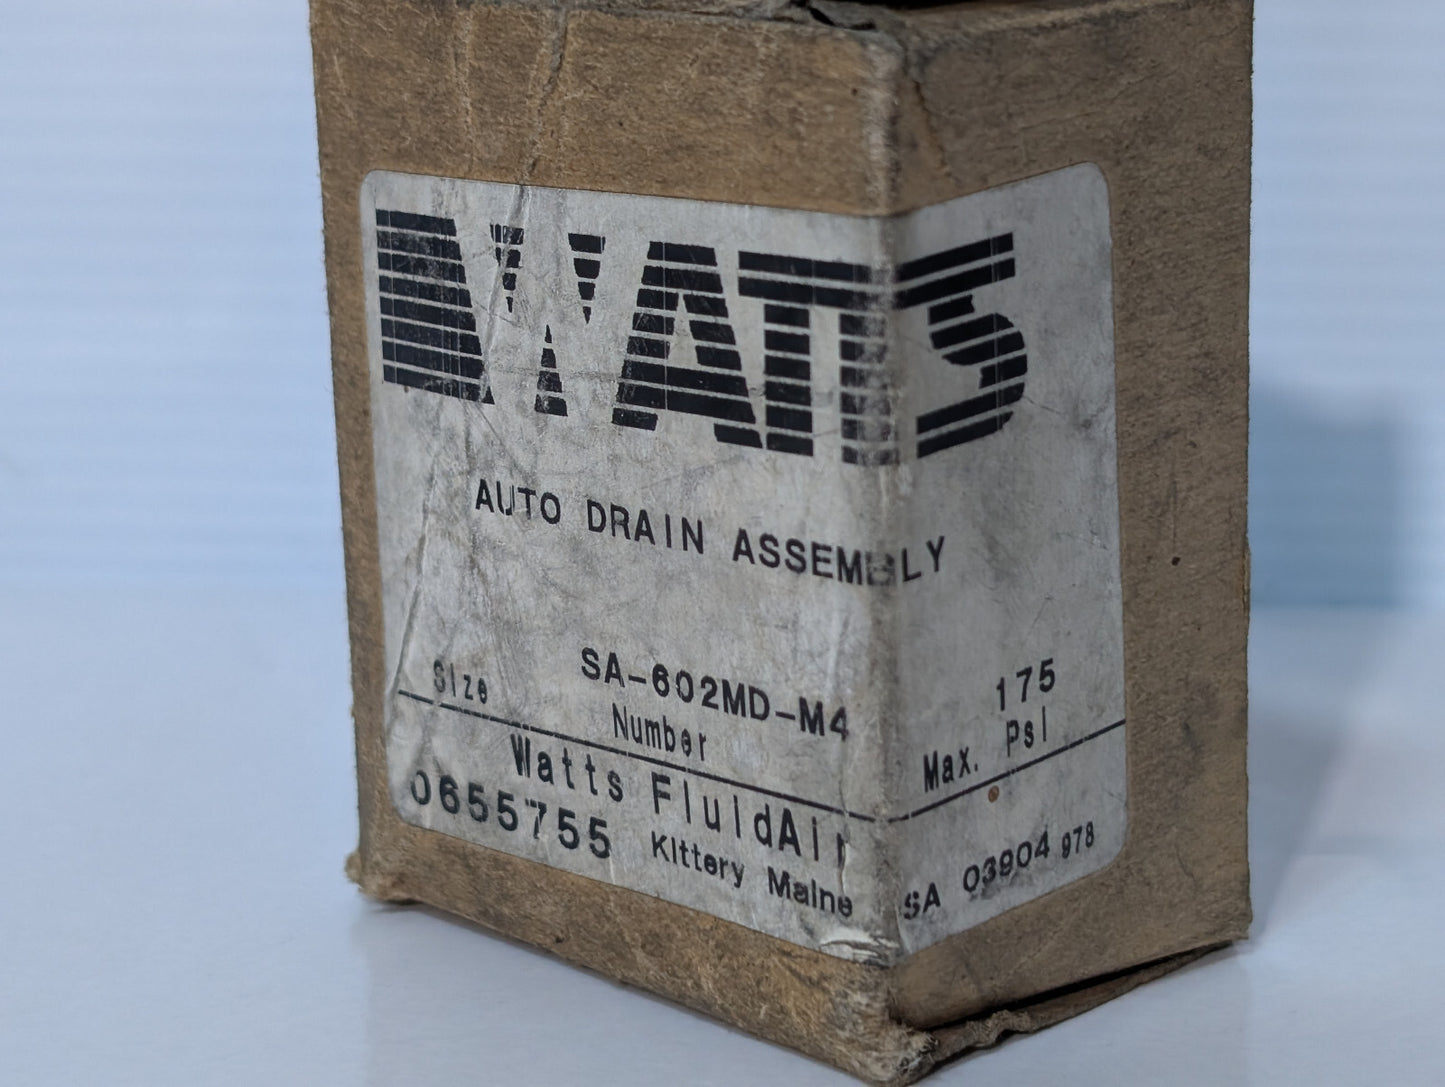 WATTS
AUTO DRAIN ASSEMBLY
SA-602MD-M4 175
Size Number Max. Psi
Watts FluidAir
0655755 Kittery Maine SA 03904 978